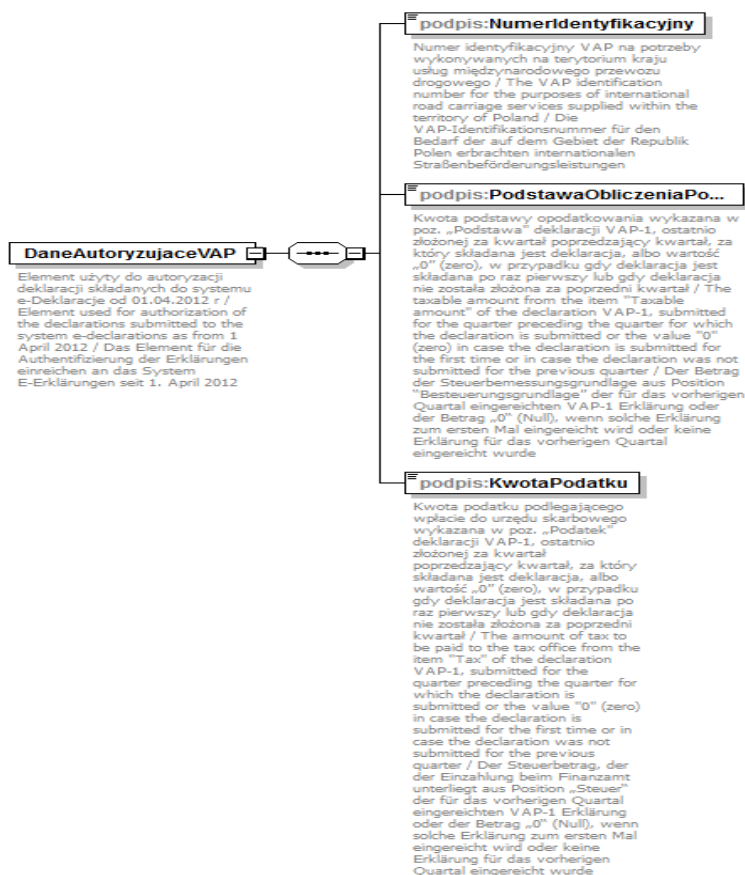 DaneAutoryzujaceVAP
Element użyty do autoryzacji
deklaracji składanych do systemu
e-Deklaracje od 01.04.2012 r /
Element used for authorization of
the declarations submitted to the
system e-declarations as from 1
April 2012 / Das Element für die
Authentifizierung der Erklärungen
einreichen an das System
E-Erklärungen seit 1. April 2012
podpis:NumerIdentyfikacyjny
Numer identyfikacyjny VAP na potrzeby
wykonywanych na terytorium kraju
usług międzynarodowego przewozu
drogowego / The VAP identification
number for the purposes of international
road carriage services supplied within the
territory of Poland / Die
VAP-Identifikationsnummer für den
Bedarf der auf dem Gebiet der Republik
Polen erbrachten internationalen
Straßenbeförderungsleistungen
podpis:PodstawaObliczeniaPo...
Kwota podstawy opodatkowania wykazana w
poz. „Podstawa" deklaracji VAP-1, ostatnio
złożonej za kwartał poprzedzający kwartał, za
który składana jest deklaracja, albo wartość
„0" (zero), w przypadku gdy deklaracja jest
składana po raz pierwszy lub gdy deklaracja
nie została złożona za poprzedni kwartał / The
taxable amount from the item "Taxable
amount" of the declaration VAP-1, submitted
for the quarter preceding the quarter for which
the declaration is submitted or the value "0"
(zero) in case the declaration is submitted for
the first time or in case the declaration was not
submitted for the previous quarter / Der Betrag
der Steuerbemessungsgrundlage aus Position
"Besteuerungsgrundlage" der für das vorherigen
Quartal eingereichten VAP-1 Erklärung oder
der Betrag „0" (Null), wenn solche Erklärung
zum ersten Mal eingereicht wird oder keine
Erklärung für das vorherigen Quartal
eingereicht wurde
podpis:KwotaPodatku
Kwota podatku podlegającego
wpłacie do urzędu skarbowego
wykazana w poz. „Podatek"
deklaracji VAP-1, ostatnio
złożonej za kwartał
poprzedzający kwartał, za który
składana jest deklaracja, albo
wartość „0" (zero), w przypadku
gdy deklaracja jest składana po
raz pierwszy lub gdy deklaracja
nie została złożona za poprzedni
kwartał / The amount of tax to
be paid to the tax office from the
item "Tax" of the declaration
VAP-1, submitted for the
quarter preceding the quarter for
which the declaration is
submitted or the value "0" (zero)
in case the declaration is
submitted for the first time or in
case the declaration was not
submitted for the previous
quarter / Der Steuerbetrag, der
der Einzahlung beim Finanzamt
unterliegt aus Position „Steuer"
der für das vorherigen Quartal
eingereichten VAP-1 Erklärung
oder der Betrag „0" (Null), wenn
solche Erklärung zum ersten Mal
eingereicht wird oder keine
Erklärung für das vorherigen
Quartal eingereicht wurde